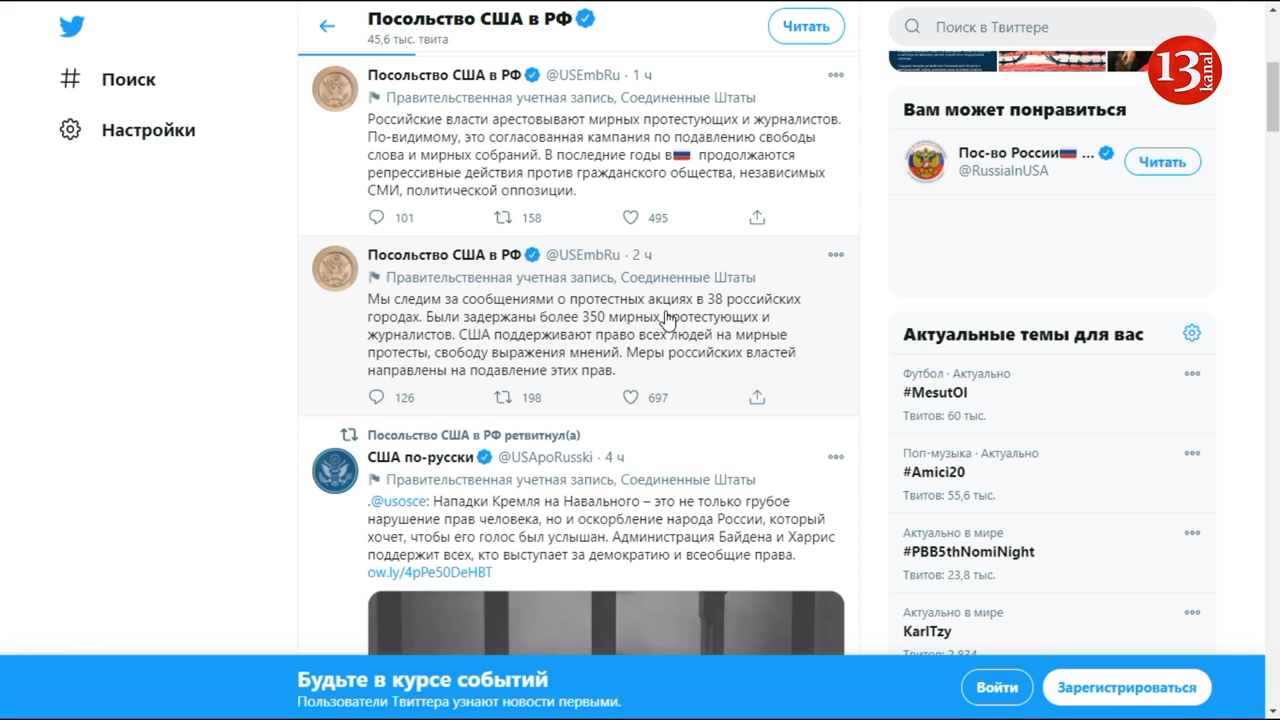 Поиск
Настройки
Посольство США в РФ
45,6 тыс. твита
Читать
Посольство США в РФ @USEmbRu · 1 ч
Правительственная учетная запись, Соединенные Штаты
Российские власти арестовывают мирных протестующих и журналистов.
По-видимому, это согласованная кампания по подавлению свободы
слова и мирных собраний. В последние годы в🇷🇺 продолжаются
репрессивные действия против гражданского общества, независимых
СМИ, политической оппозиции.
101 158 495
Посольство США в РФ @USEmbRu · 2 ч
Правительственная учетная запись, Соединенные Штаты
Мы следим за сообщениями о протестных акциях в 38 российских
городах. Были задержаны более 350 мирных протестующих и
журналистов. США поддерживают право всех людей на мирные
протесты, свободу выражения мнений. Меры российских властей
направлены на подавление этих прав.
126 198 697
Посольство США в РФ ретвитнул(а)
США по-русски @USApoRusski · 4 ч
Правительственная учетная запись, Соединенные Штаты
.@usosce: Нападки Кремля на Навального – это не только грубое
нарушение прав человека, но и оскорбление народа России, который
хочет, чтобы его голос был услышан. Администрация Байдена и Харрис
поддержит всех, кто выступает за демократию и всеобщие права.
ow.ly/4pPe50DeHBT
Поиск в Твиттере
13 kanal
Вам может понравиться
Пос-во России🇷🇺 ...
@RussiaInUSA
Читать
Актуальные темы для вас
Футбол · Актуально
#MesutOl
Твитов: 60 тыс.
Поп-музыка · Актуально
#Amici20
Твитов: 55,6 тыс.
Актуально в мире
#PBB5thNomiNight
Твитов: 23,8 тыс.
Актуально в мире
KarlTzy
Твитов: 2 834
Будьте в курсе событий
Пользователи Твиттера узнают новости первыми.
Войти
Зарегистрироваться